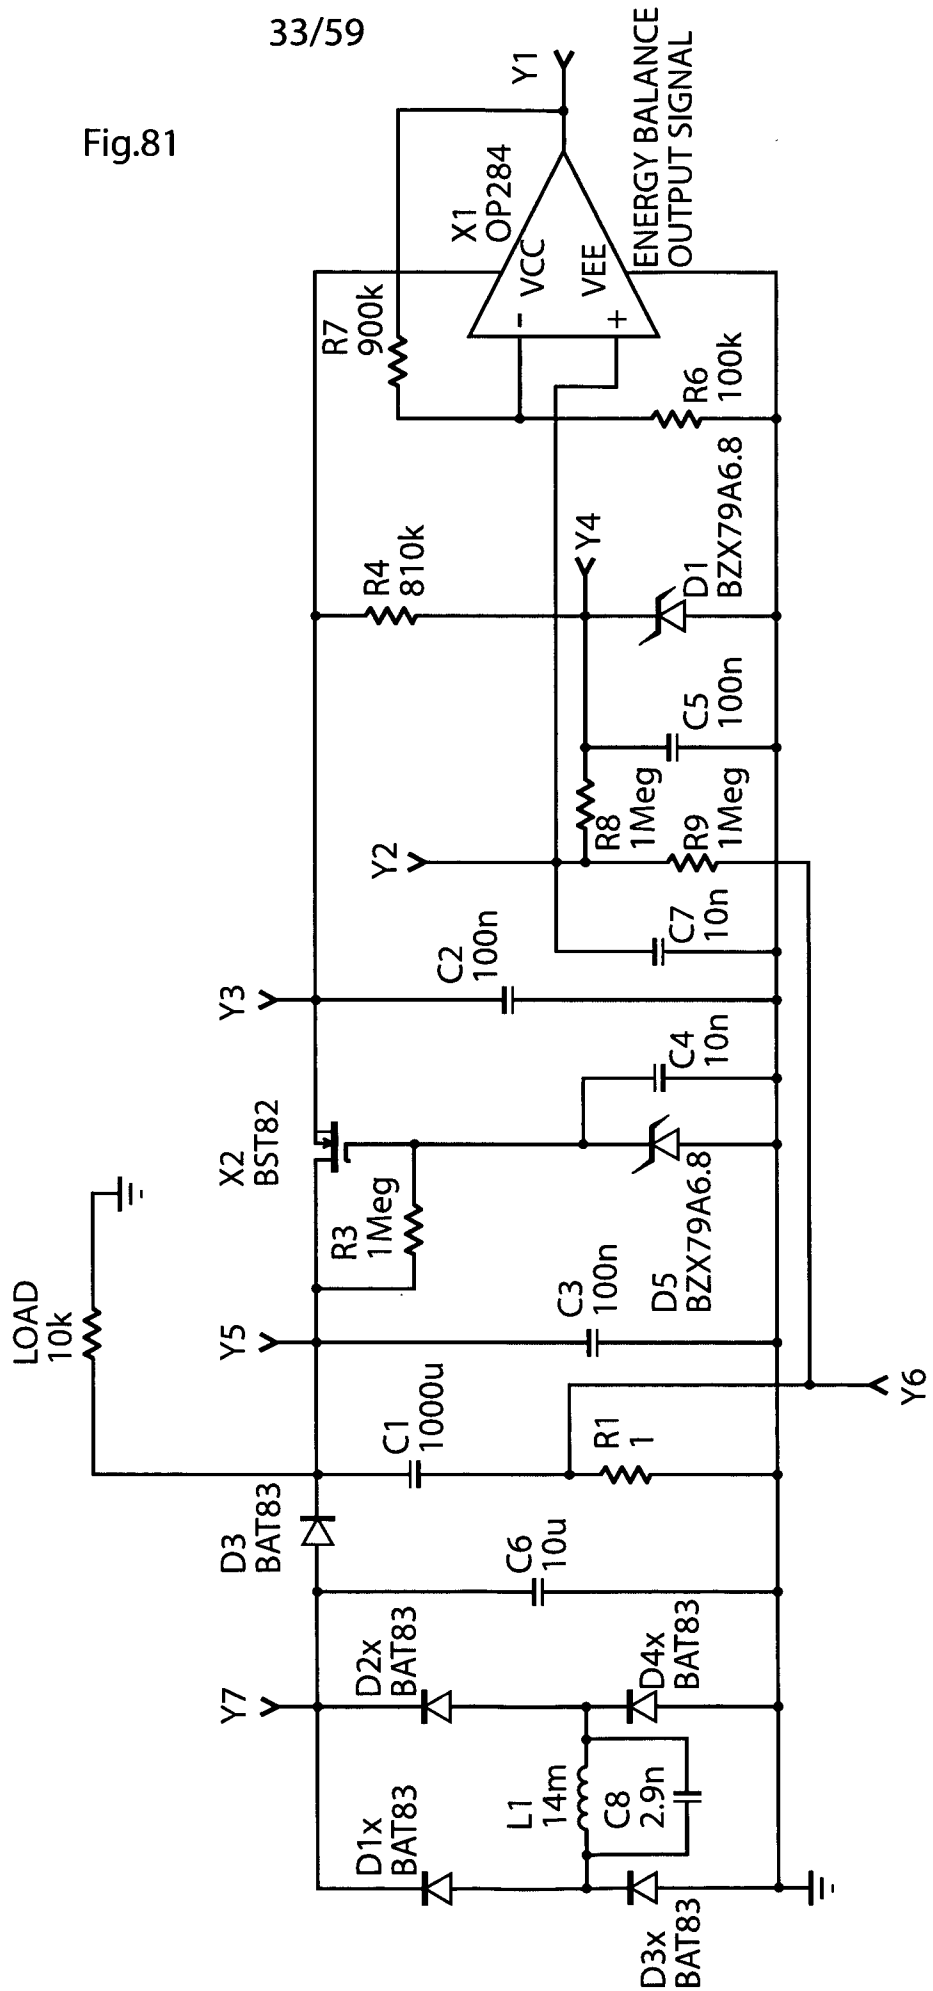 33/59
Fig.81
Y7
D1x
BAT83
D3x
BAT83
L1
14m
C8
2.9n
D2x
BAT83
D4x
BAT83
C6
10u
D3
BAT83
LOAD
10k
C1
1000u
R1
1
Y6
Y5
C3
100n
R3
1Meg
D5
BZX79A6.8
X2
BST82
C4
10n
Y3
C2
100n
C7
10n
Y2
R8
1Meg
R9
1Meg
C5
100n
R4
810k
Y4
D1
BZX79A6.8
R6
100k
R7
900k
X1
OP284
VCC
VEE
-
+
Y1
ENERGY BALANCE
OUTPUT SIGNAL